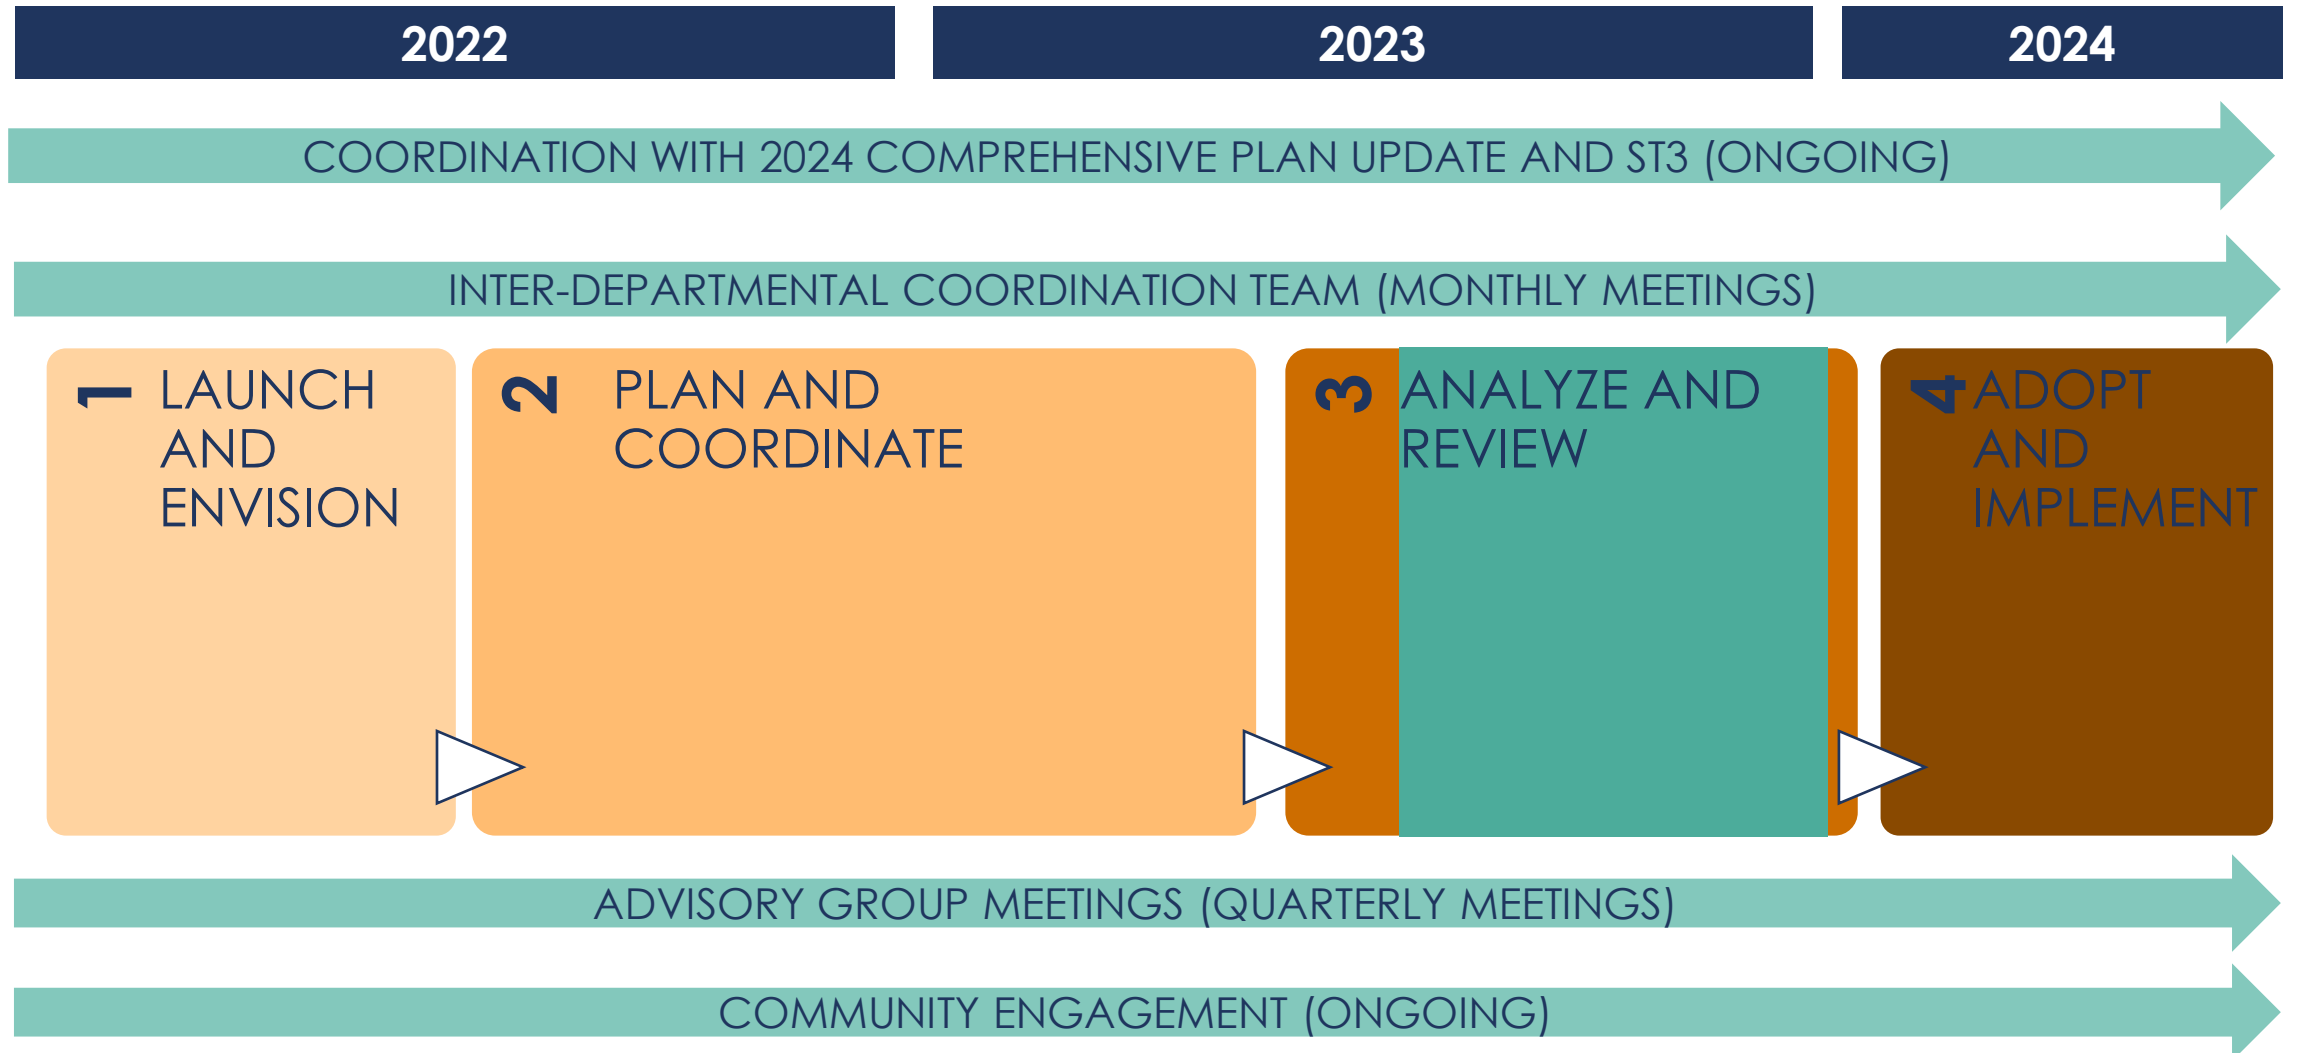 2022
2023
2024
COORDINATION WITH 2024 COMPREHENSIVE PLAN UPDATE AND ST3 (ONGOING)
INTER-DEPARTMENTAL COORDINATION TEAM (MONTHLY MEETINGS)
1
LAUNCH
AND
ENVISION
2
PLAN AND
COORDINATE
3
ANALYZE AND
REVIEW
4
ADOPT
AND
IMPLEMENT
ADVISORY GROUP MEETINGS (QUARTERLY MEETINGS)
COMMUNITY ENGAGEMENT (ONGOING)